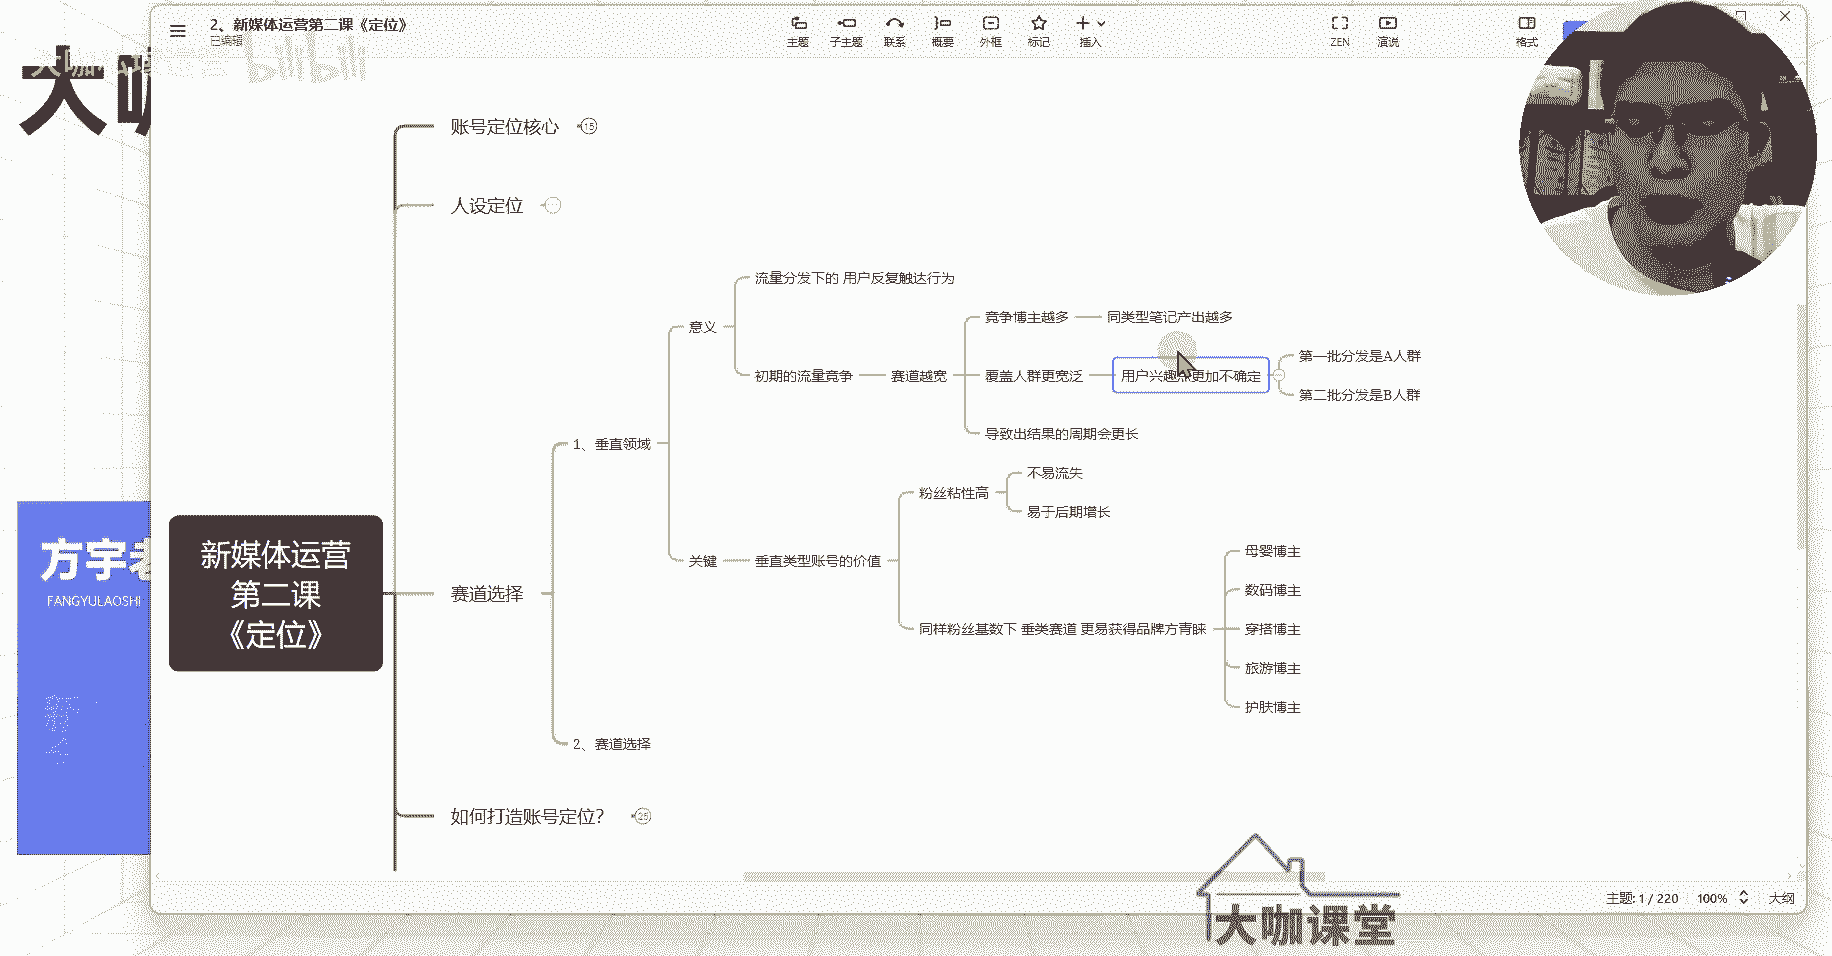 2、新媒体运营第二课《定位》
已编辑
主题
子主题
联系
概要
外框
标记
插入
ZEN
演说
格式
大咖
bilibili
账号定位核心
15
人设定位
流量分发下的 用户反复触达行为
意义
竞争博主越多
同类型笔记产出越多
初期的流量竞争
赛道越宽
覆盖人群更宽泛
用户兴趣点更加不确定
第一批分发是A人群
第二批分发是B人群
导致出结果的周期会更长
1、垂直领域
粉丝粘性高
不易流失
易于后期增长
关键
垂直类型账号的价值
同样粉丝基数下 垂类赛道 更易获得品牌方青睐
母婴博主
数码博主
穿搭博主
旅游博主
护肤博主
新媒体运营
第二课
《定位》
赛道选择
2、赛道选择
如何打造账号定位?
25
方宇老
FANGYULAOSHI
主题: 1 / 220
100%
大纲
大咖课堂